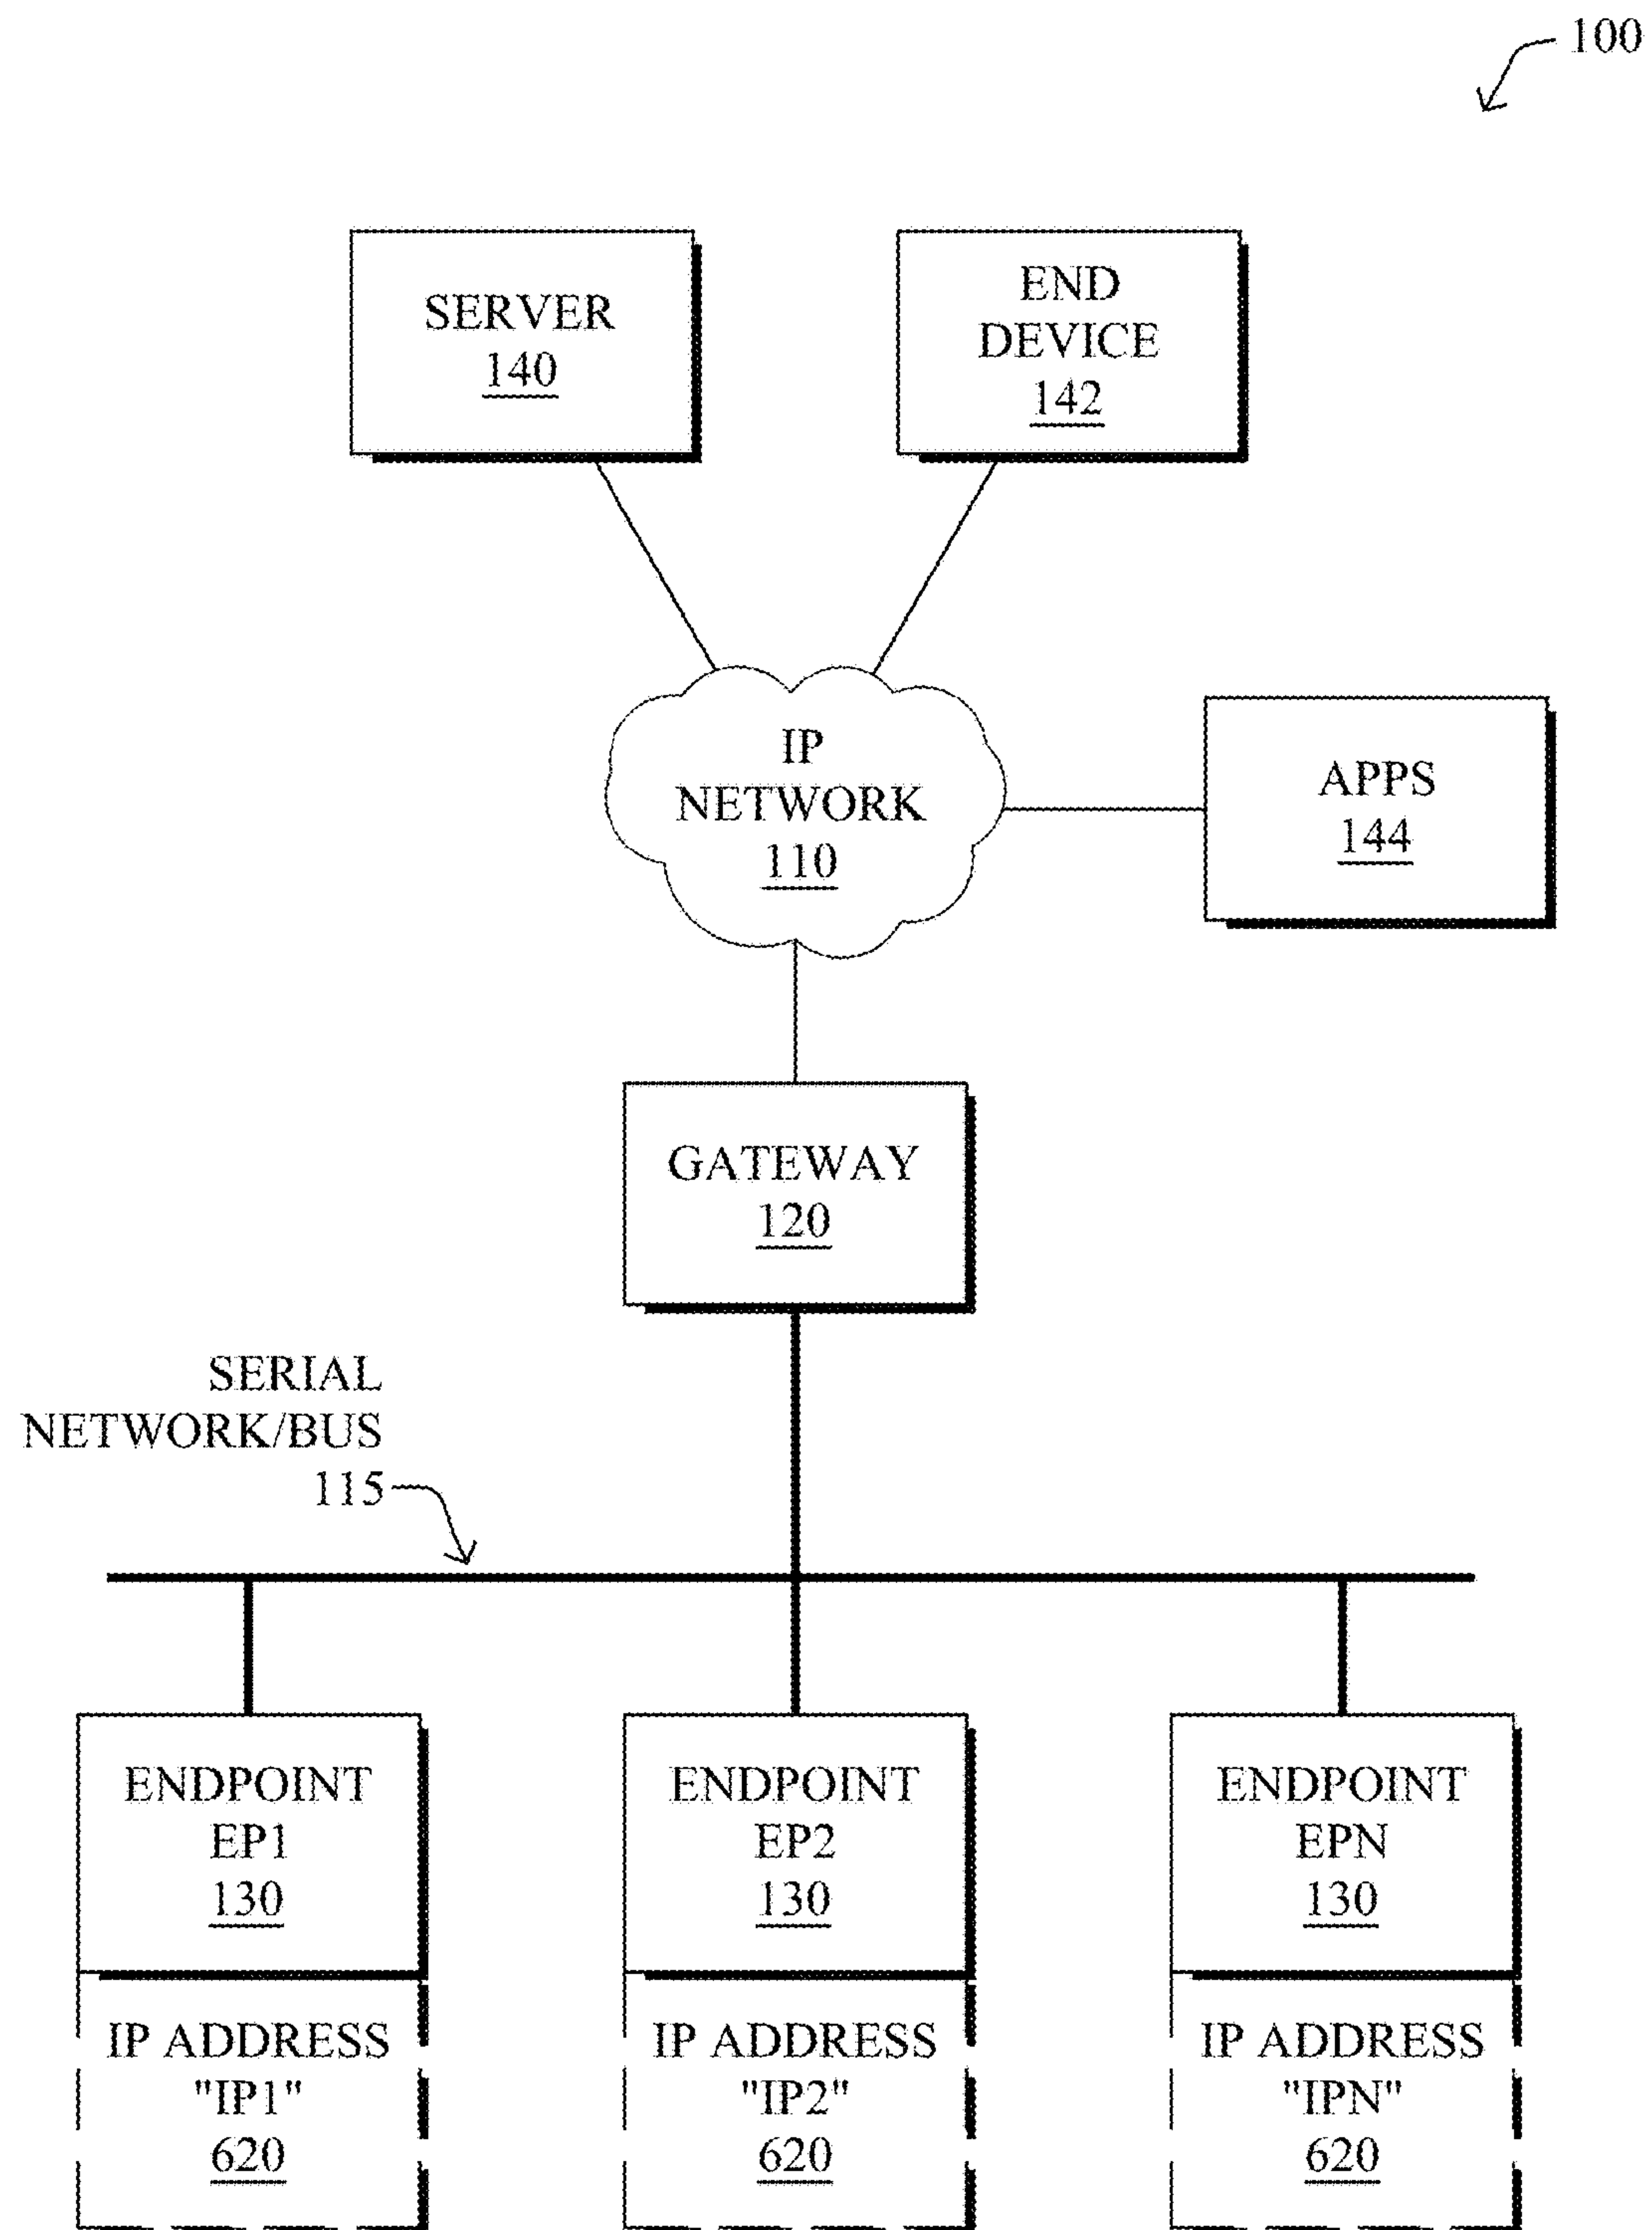 100
SERVER
140
END
DEVICE
142
IP
NETWORK
110
APPS
144
GATEWAY
120
SERIAL
NETWORK/BUS
115
ENDPOINT
EP1
130
ENDPOINT
EP2
130
ENDPOINT
EPN
130
IP ADDRESS
"IP1"
620
IP ADDRESS
"IP2"
620
IP ADDRESS
"IPN"
620